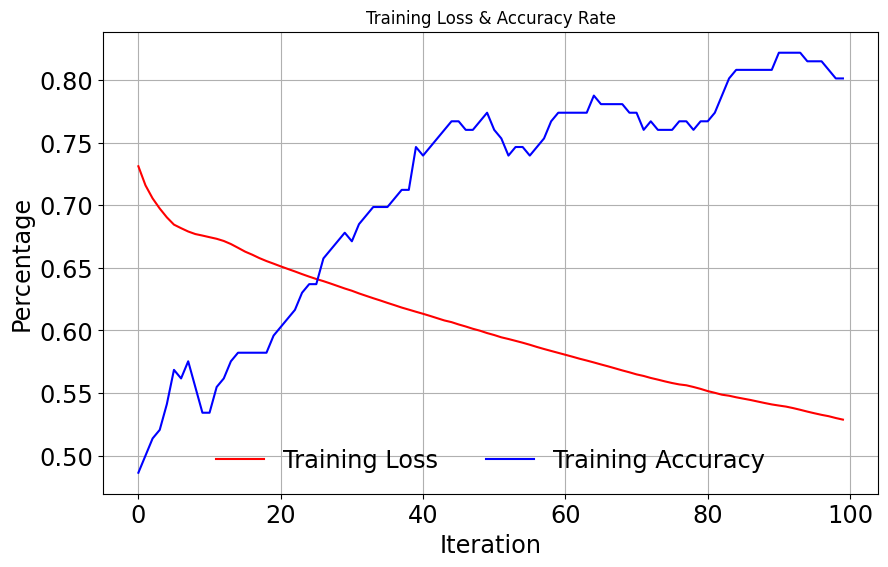 Training Loss & Accuracy Rate
0.80
0.75
0.70
0.65
0.60
0.55
0.50
Percentage
Training Loss Training Accuracy
0 20 40 60 80 100
Iteration